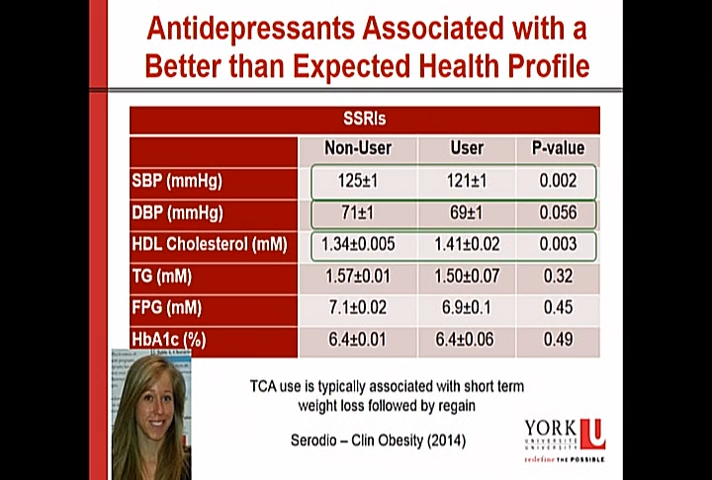 Antidepressants Associated with a
Better than Expected Health Profile
SSRIs
Non-User User P-value
SBP (mmHg) 125±1 121±1 0.002
DBP (mmHg) 71±1 69±1 0.056
HDL Cholesterol (mM) 1.34±0.005 1.41±0.02 0.003
TG (mM) 1.57±0.01 1.50±0.07 0.32
FPG (mM) 7.1±0.02 6.9±0.1 0.45
HbA1c (%) 6.4±0.01 6.4±0.06 0.49
TCA use is typically associated with short term
weight loss followed by regain
Serodio – Clin Obesity (2014)
YORK U
UNIVERSITÉ
UNIVERSITY
redefine THE POSSIBLE